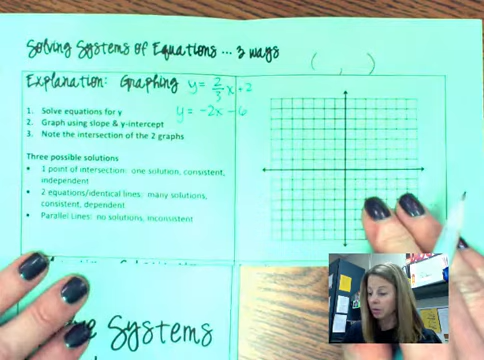 Solving Systems of Equations ... 3 ways
( , )
Explanation: Graphing y = 2/3 x + 2
y = -2x - 6
1. Solve equations for y
2. Graph using slope & y-intercept
3. Note the intersection of the 2 graphs
Three possible solutions
• 1 point of intersection: one solution, consistent,
independent
• 2 equations/identical lines: many solutions,
consistent, dependent
• Parallel Lines: no solutions, inconsistent
Systems